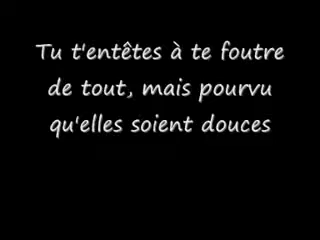 Tu t'entêtes à te foutre
de tout, mais pourvu
qu'elles soient douces